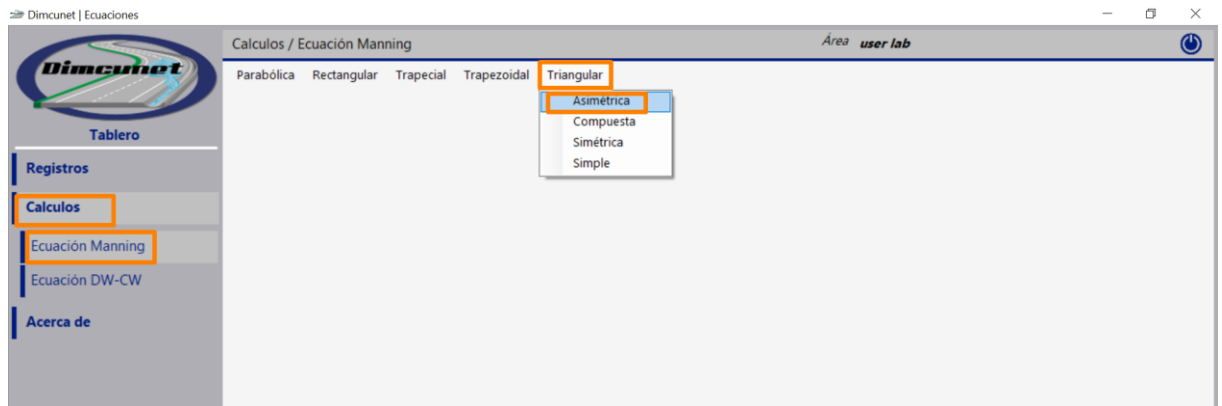 Dimcunet | Ecuaciones
Dimcunet
Calculos / Ecuación Manning
Área user lab
Parabólica Rectangular Trapecial Trapezoidal Triangular
Asimétrica
Compuesta
Simétrica
Simple
Tablero
Registros
Calculos
Ecuación Manning
Ecuación DW-CW
Acerca de